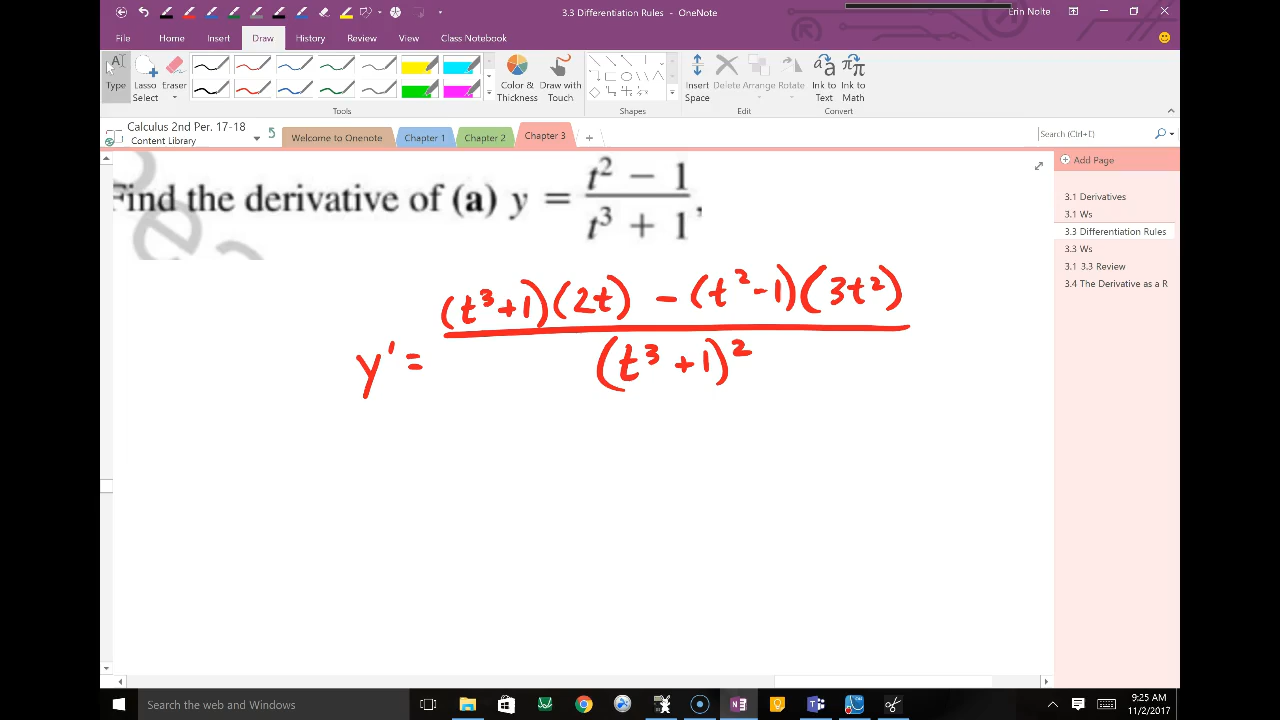 3.3 Differentiation Rules - OneNote
Erin Nolte
File Home Insert Draw History Review View Class Notebook
Type
Lasso Select
Eraser
Color & Thickness
Draw with Touch
Insert Space
Delete
Arrange
Rotate
Ink to Text
Ink to Math
Tools Shapes Edit Convert
Calculus 2nd Per. 17-18
Content Library
Welcome to Onenote Chapter 1 Chapter 2 Chapter 3
Search (Ctrl+E)
Add Page
3.1 Derivatives
3.1 Ws
3.3 Differentiation Rules
3.3 Ws
3.1 3.3 Review
3.4 The Derivative as a R
Find the derivative of (a) y = t² − 1 / t³ + 1,
y' = (t³+1)(2t) − (t²−1)(3t²) / (t³+1)²
Search the web and Windows
9:25 AM
11/2/2017